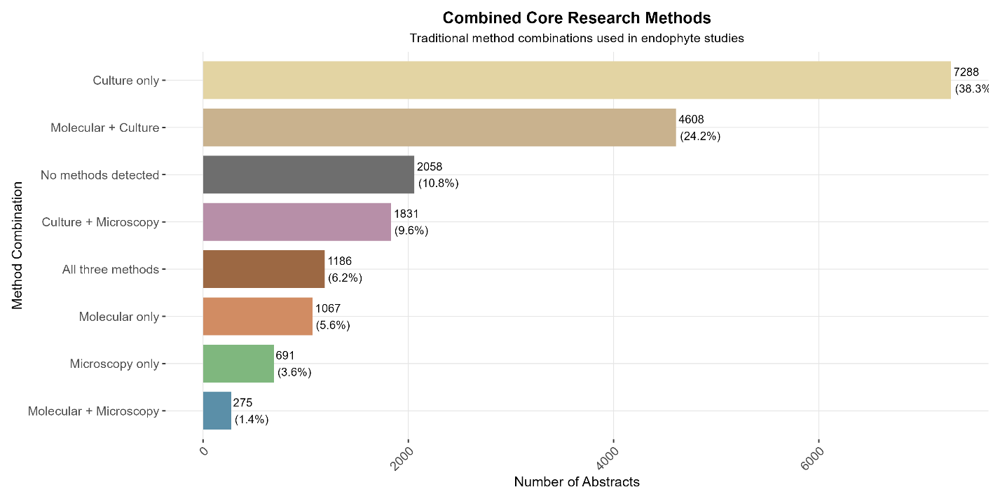 Combined Core Research Methods
Traditional method combinations used in endophyte studies
Method Combination
Culture only
7288
(38.3%
Molecular + Culture
4608
(24.2%)
No methods detected
2058
(10.8%)
Culture + Microscopy
1831
(9.6%)
All three methods
1186
(6.2%)
Molecular only
1067
(5.6%)
Microscopy only
691
(3.6%)
Molecular + Microscopy
275
(1.4%)
0
2000
4000
6000
Number of Abstracts